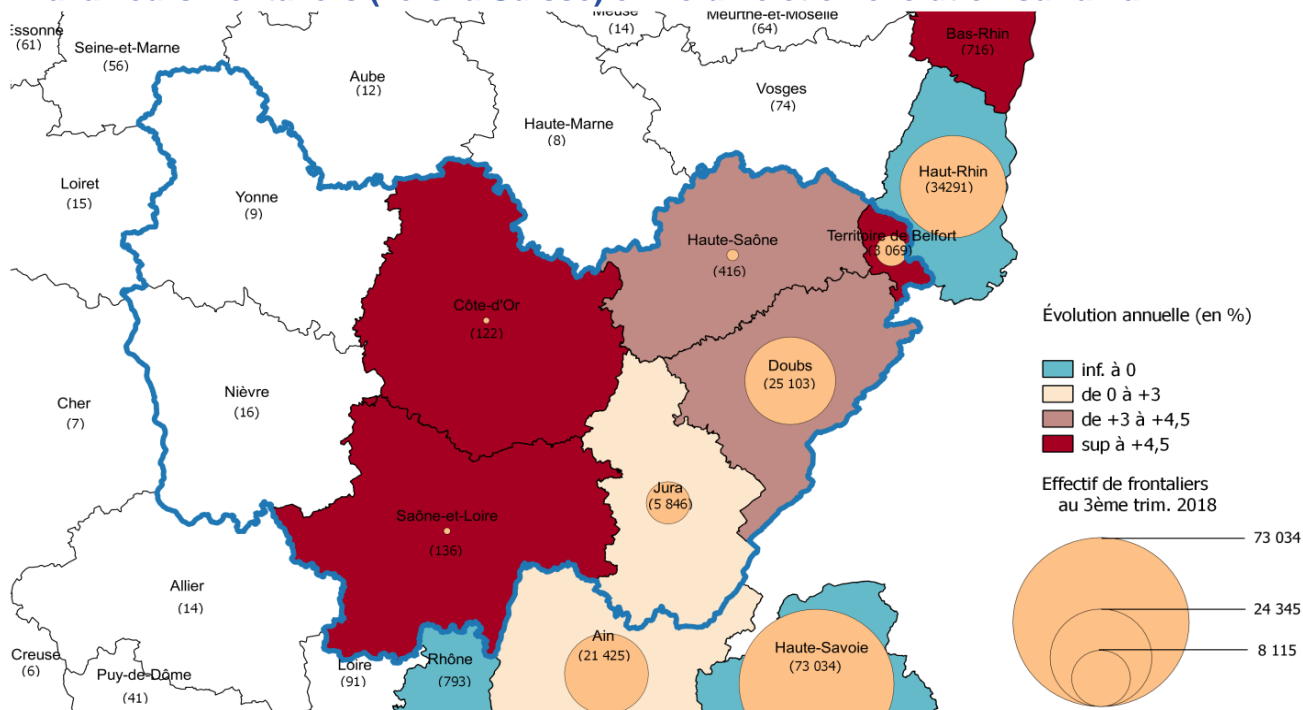 Essonne
(61)
Seine-et-Marne
(56)
Aube
(12)
Meuse
(14)
Meurthe-et-Moselle
(64)
Bas-Rhin
(716)
Vosges
(74)
Haute-Marne
(8)
Haut-Rhin
(34291)
Loiret
(15)
Yonne
(9)
Haute-Saône
(416)
Territoire de Belfort
(3 069)
Côte-d'Or
(122)
Doubs
(25 103)
Cher
(7)
Nièvre
(16)
Jura
(5 846)
Saône-et-Loire
(136)
Allier
(14)
Creuse
(6)
Puy-de-Dôme
(41)
Loire
(91)
Rhône
(793)
Ain
(21 425)
Haute-Savoie
(73 034)
Évolution annuelle (en %)
inf. à 0
de 0 à +3
de +3 à +4,5
sup à +4,5
Effectif de frontaliers
au 3ème trim. 2018
73 034
24 345
8 115